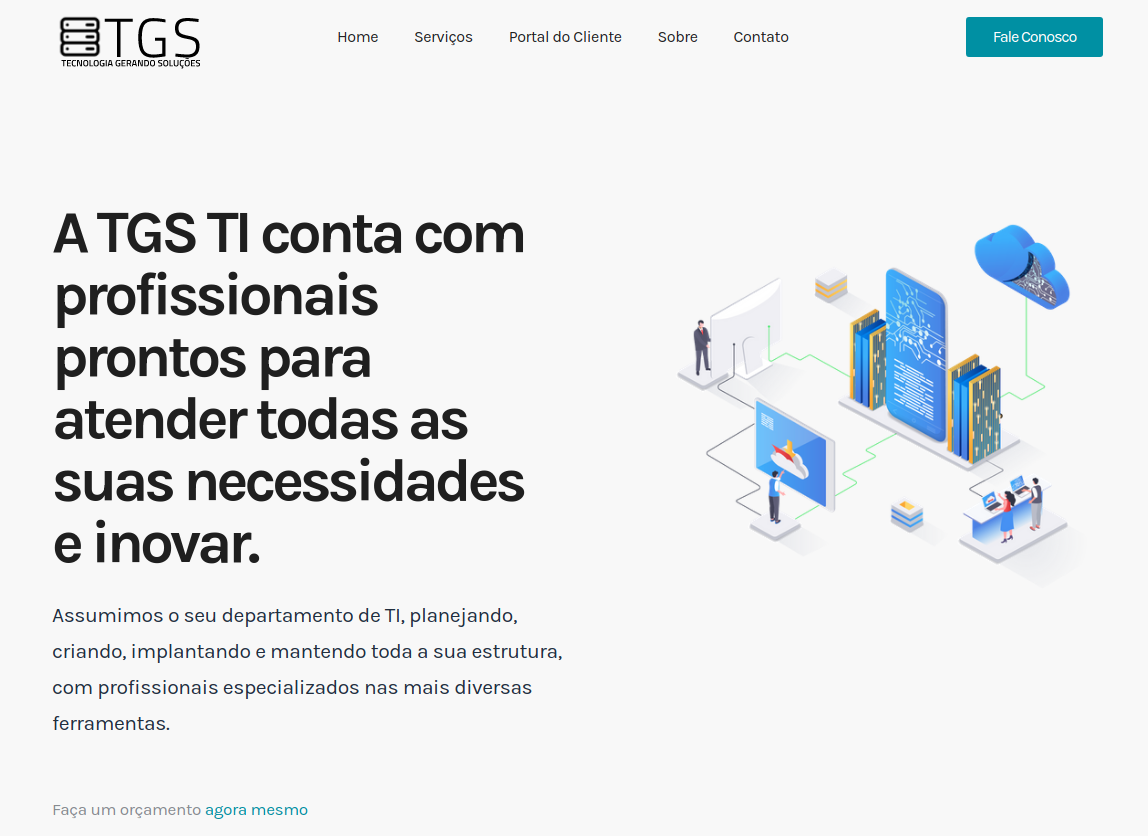 TGS
TECNOLOGIA GERANDO SOLUÇÕES
Home
Serviços
Portal do Cliente
Sobre
Contato
Fale Conosco
A TGS TI conta com
profissionais
prontos para
atender todas as
suas necessidades
e inovar.
Assumimos o seu departamento de TI, planejando,
criando, implantando e mantendo toda a sua estrutura,
com profissionais especializados nas mais diversas
ferramentas.
Faça um orçamento agora mesmo